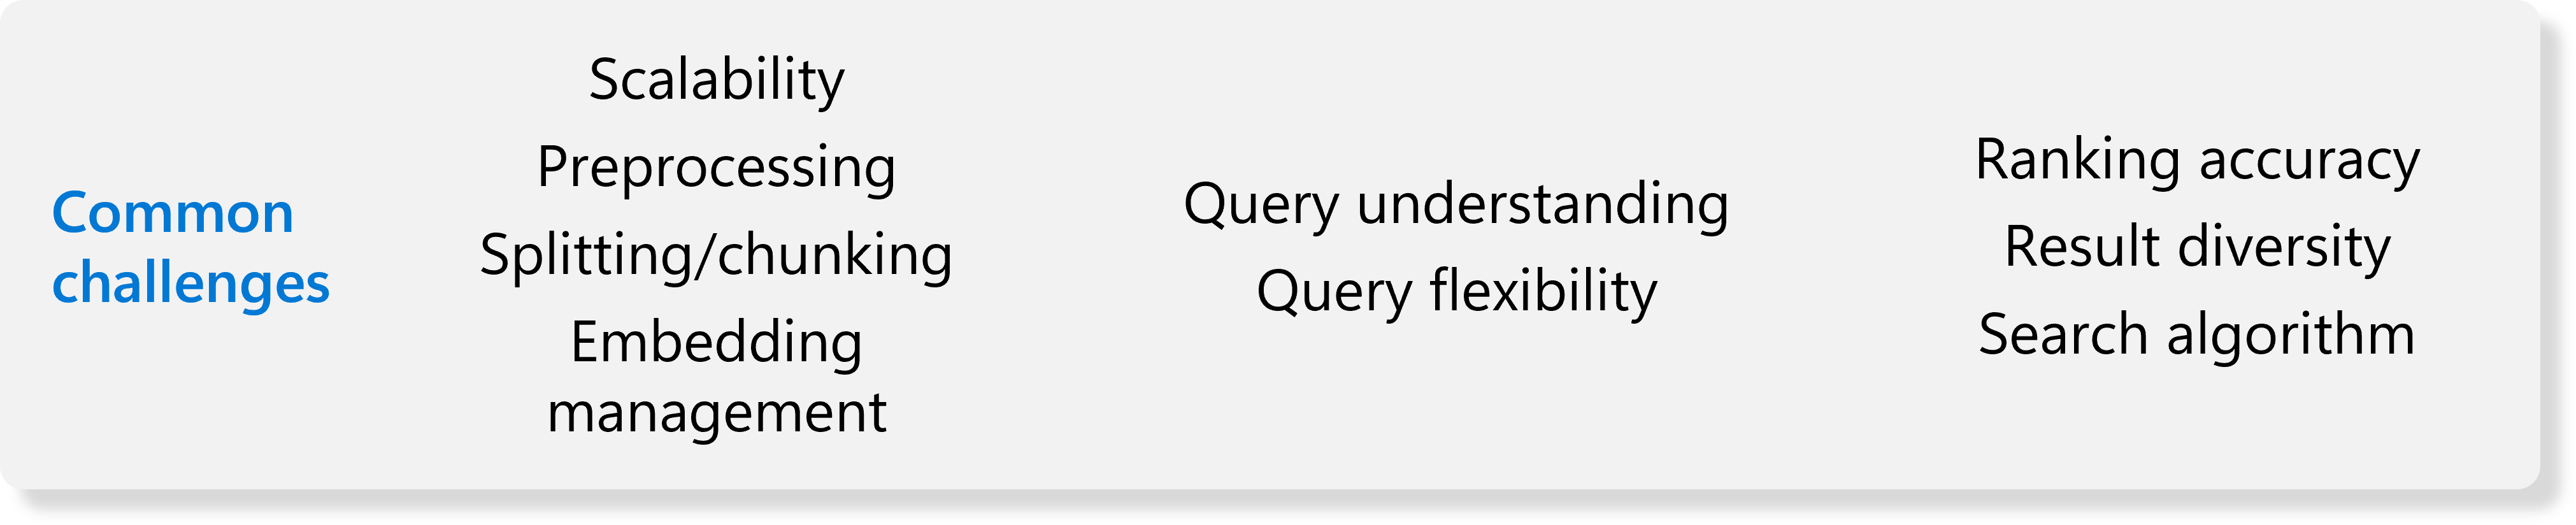 Common
challenges
Scalability
Preprocessing
Splitting/chunking
Embedding
management
Query understanding
Query flexibility
Ranking accuracy
Result diversity
Search algorithm